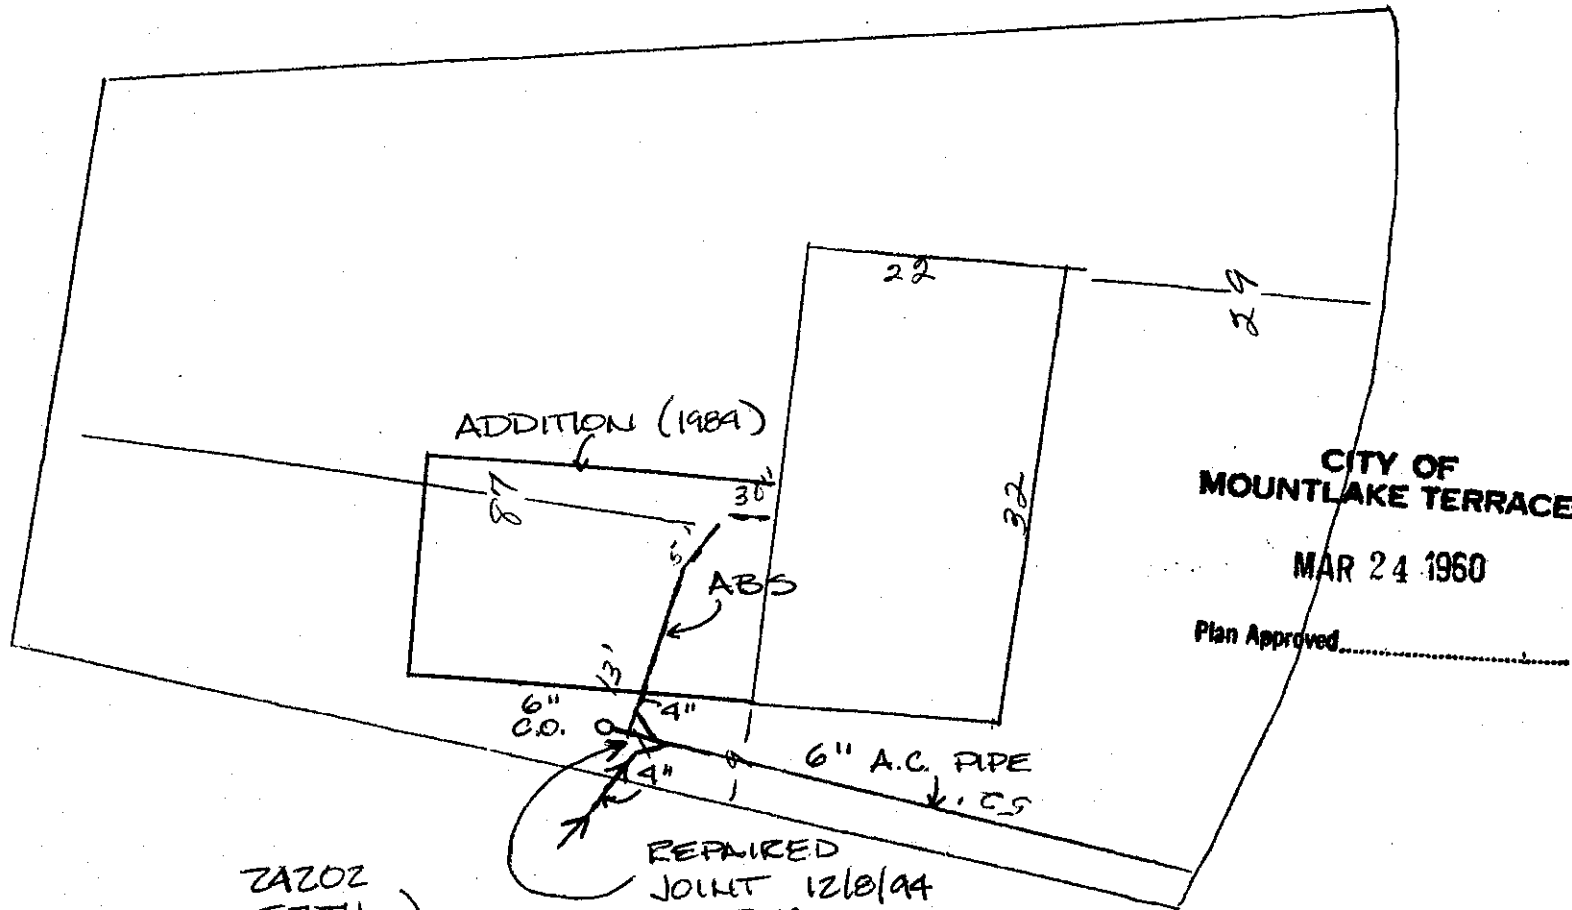 22
29
ADDITION (1984)
30"
87
32
CITY OF
MOUNTLAKE TERRACE
5'
ABS
MAR 24 1960
Plan Approved
13'
6"
C.O.
4"
6" A.C. PIPE
4"
REPAIRED
JOINT 12/8/94
24202